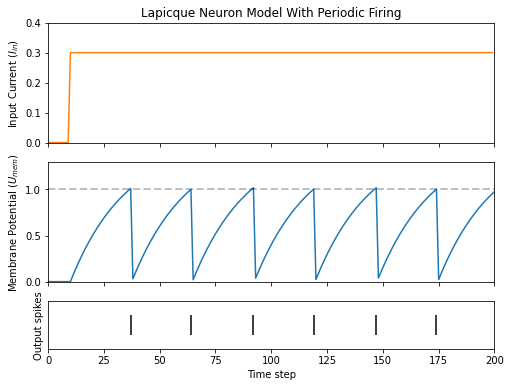 Lapicque Neuron Model With Periodic Firing
Input Current (I_in)
0.4
0.3
0.2
0.1
0.0
Membrane Potential (U_mem)
1.0
0.5
0.0
Output spikes
0 25 50 75 100 125 150 175 200
Time step